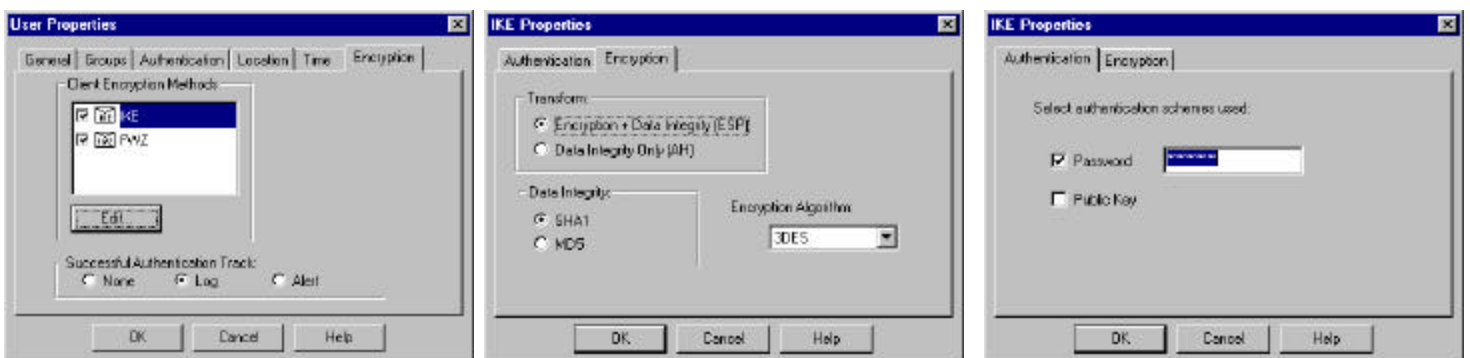 User Properties
General Groups Authentication Location Time Encryption
Client Encryption Methods
IKE
FWZ
Edit...
Successful Authentication Track:
None Log Alert
OK Cancel Help
IKE Properties
Authentication Encryption
Transform:
Encryption + Data Integrity (ESP)
Data Integrity Only (AH)
Data Integrity:
SHA1
MD5
Encryption Algorithm:
3DES
OK Cancel Help
IKE Properties
Authentication Encryption
Select authentication schemes used:
Password **********
Public Key
OK Cancel Help